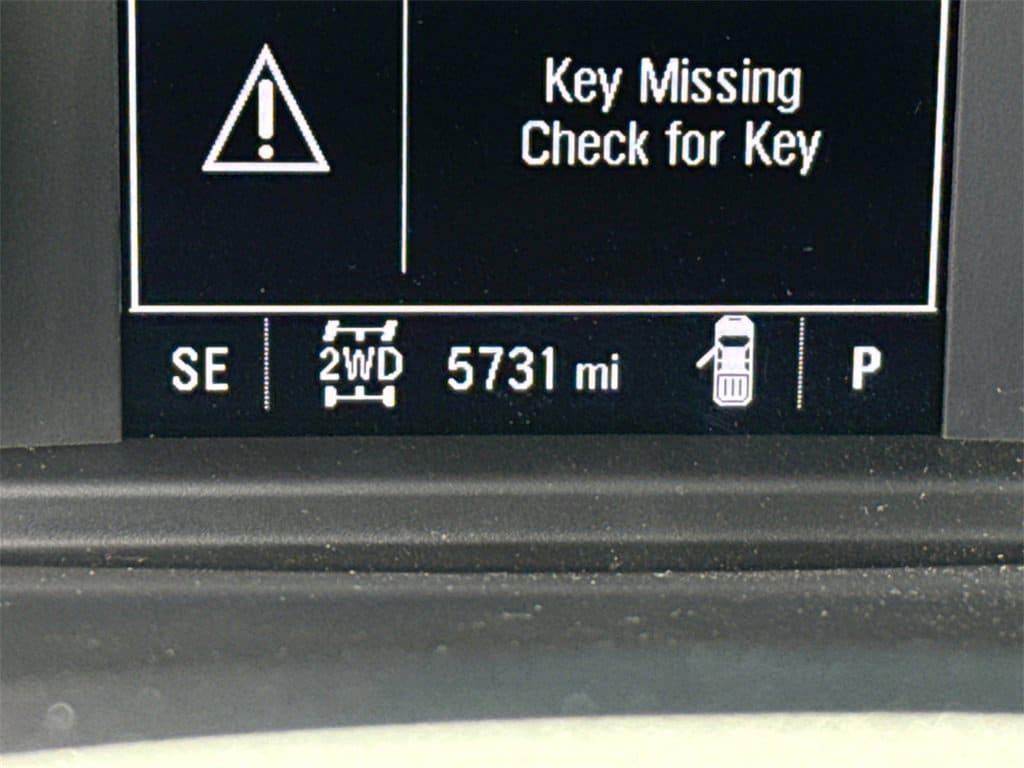 Key Missing
Check for Key
SE 2WD 5731 mi P